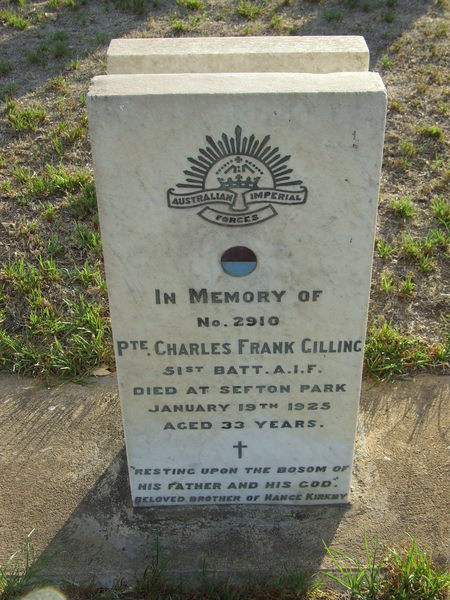 AUSTRALIAN IMPERIAL
FORCES
IN MEMORY OF
No. 2910
PTE. CHARLES FRANK GILLING
51ST BATT. A.I.F.
DIED AT SEFTON PARK
JANUARY 19TH 1925
AGED 33 YEARS.
"RESTING UPON THE BOSOM OF
HIS FATHER AND HIS GOD".
BELOVED BROTHER OF NANCE KIRKBY